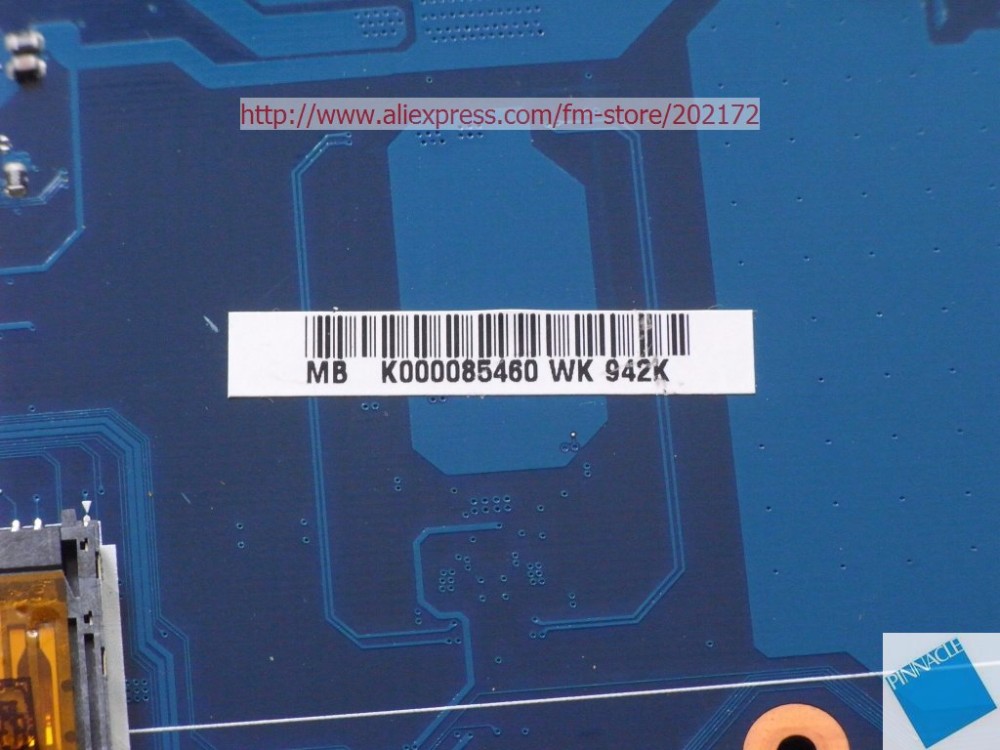 http://www.aliexpress.com/fm-store/202172
MB K000085460 WK 942K
PINNACLE